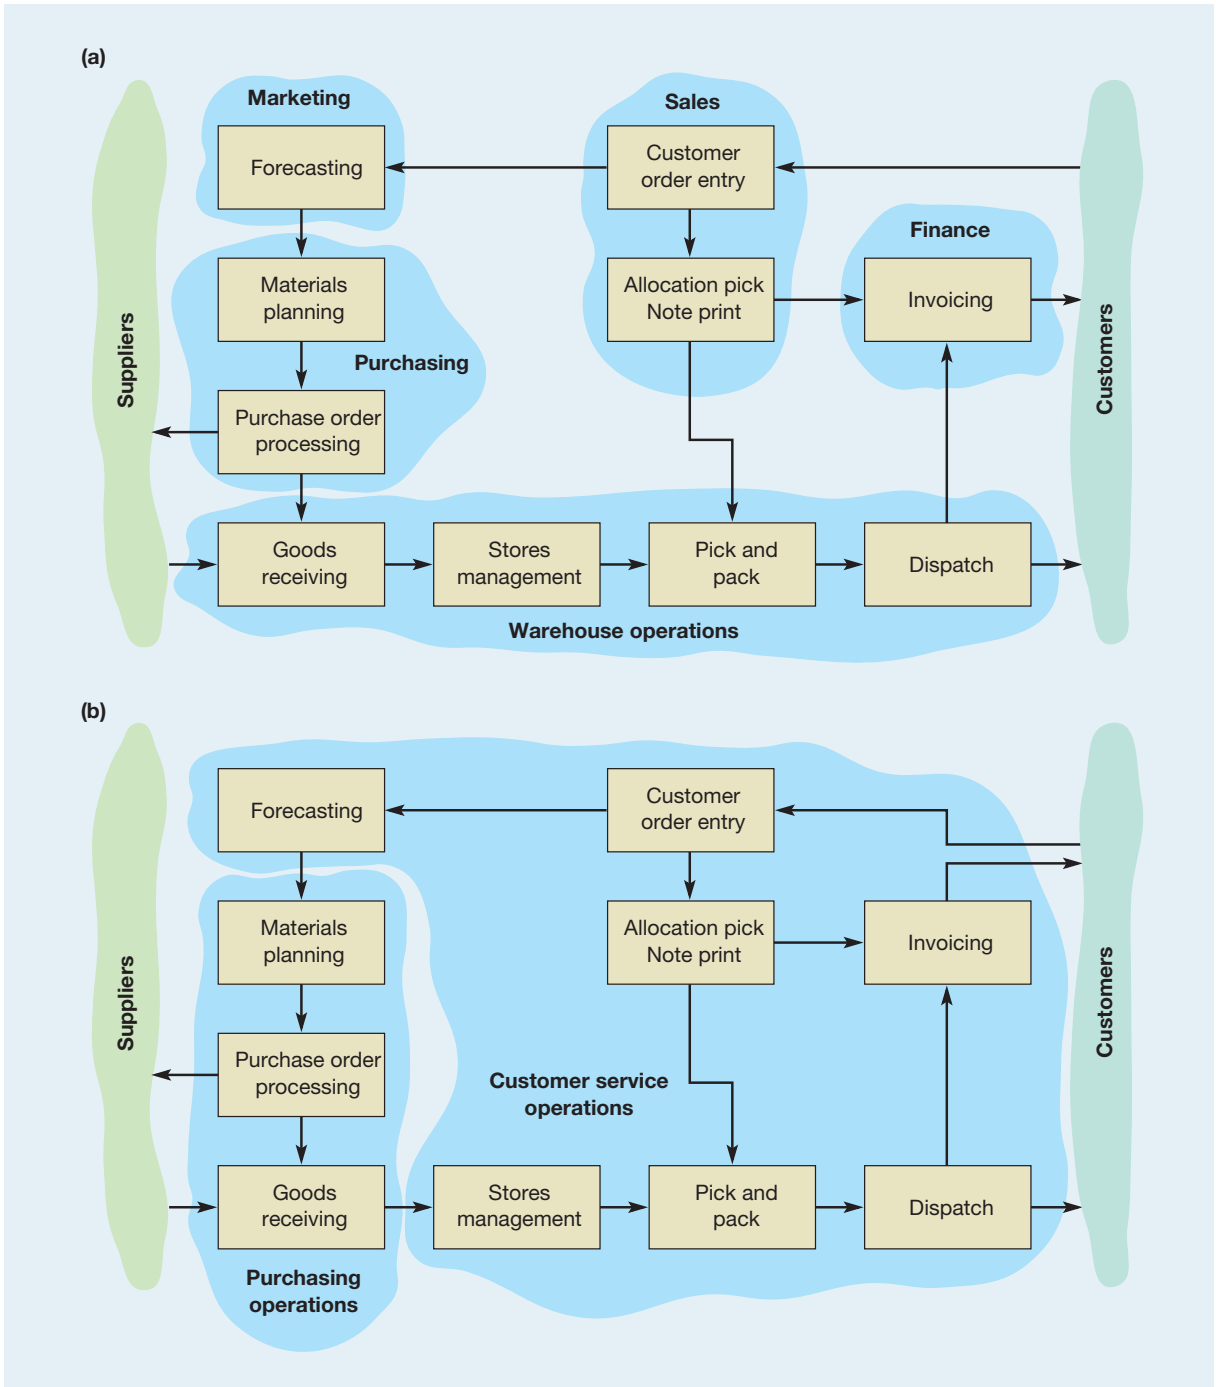 (a)
Marketing
Sales
Forecasting
Customer
order entry
Finance
Materials
planning
Allocation pick
Note print
Invoicing
Suppliers
Purchasing
Customers
Purchase order
processing
Goods
receiving
Stores
management
Pick and
pack
Dispatch
Warehouse operations
(b)
Forecasting
Customer
order entry
Materials
planning
Allocation pick
Note print
Invoicing
Suppliers
Customers
Purchase order
processing
Customer service
operations
Goods
receiving
Stores
management
Pick and
pack
Dispatch
Purchasing
operations